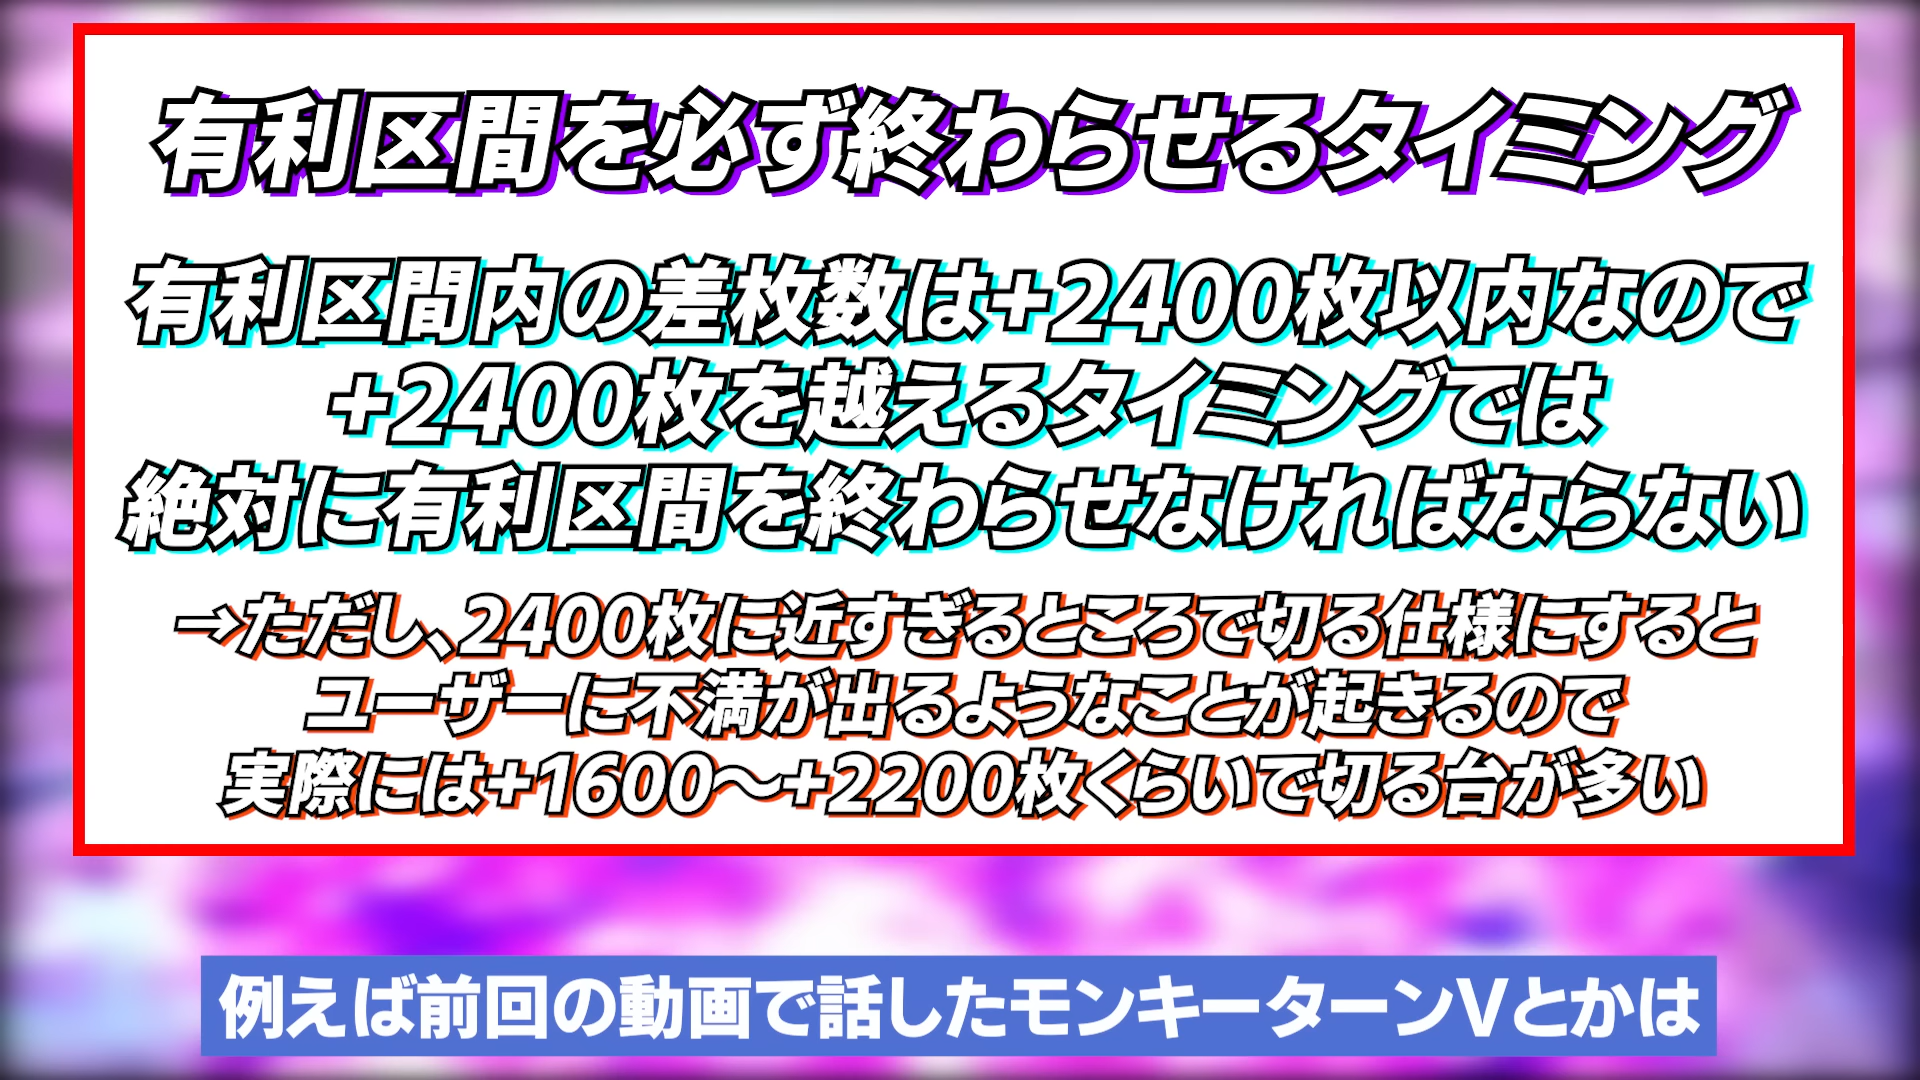 有利区間を必ず終わらせるタイミング
有利区間内の差枚数は+2400枚以内なので
+2400枚を越えるタイミングでは
絶対に有利区間を終わらせなければならない
→ただし、2400枚に近すぎるところで切る仕様にすると
ユーザーに不満が出るようなことが起きるので
実際には+1600〜+2200枚くらいで切る台が多い
例えば前回の動画で話したモンキーターンVとかは